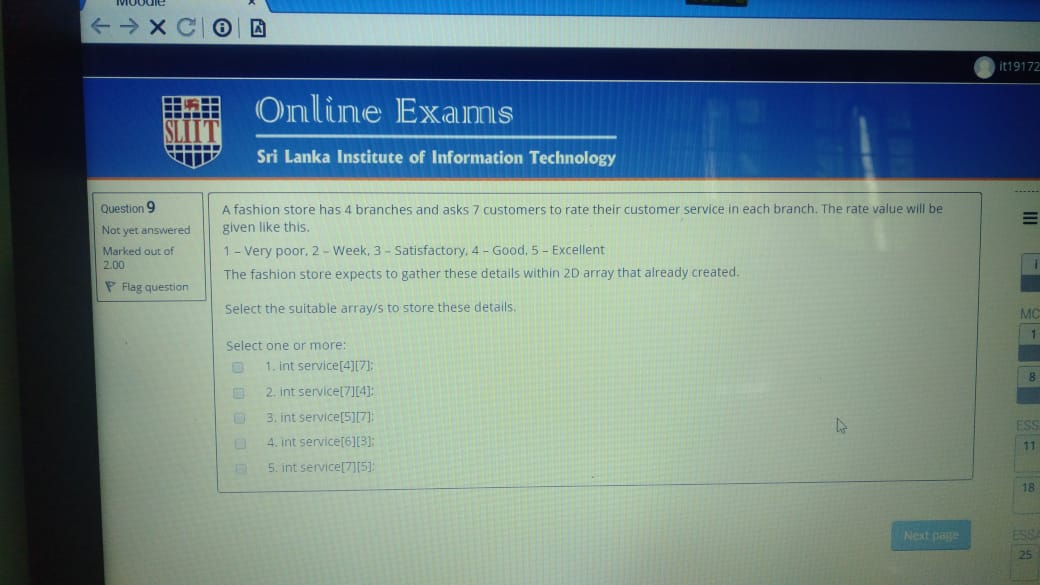 Moodle
it19172
SLIIT
Online Exams
Sri Lanka Institute of Information Technology
Question 9
Not yet answered
Marked out of
2.00
Flag question
A fashion store has 4 branches and asks 7 customers to rate their customer service in each branch. The rate value will be
given like this.
1 – Very poor, 2 – Week, 3 – Satisfactory, 4 – Good, 5 – Excellent
The fashion store expects to gather these details within 2D array that already created.
Select the suitable array/s to store these details.
Select one or more:
1. int service[4][7];
2. int service[7][4];
3. int service[5][7];
4. int service[6][3];
5. int service[7][5];
Next page
i
MC
1
8
ESS
11
18
ESSA
25